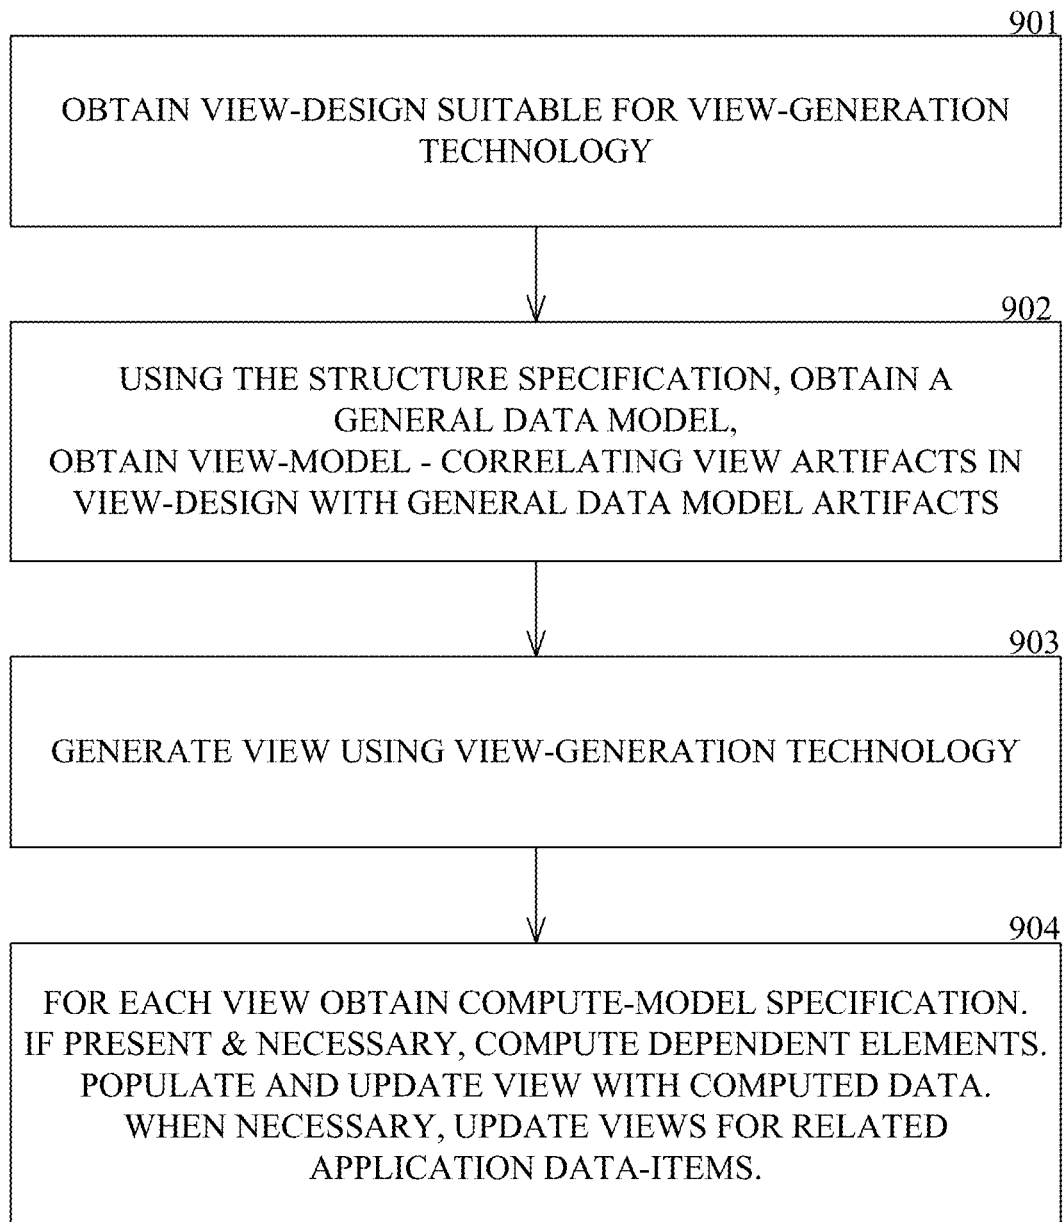 901
OBTAIN VIEW-DESIGN SUITABLE FOR VIEW-GENERATION
TECHNOLOGY
902
USING THE STRUCTURE SPECIFICATION, OBTAIN A
GENERAL DATA MODEL,
OBTAIN VIEW-MODEL - CORRELATING VIEW ARTIFACTS IN
VIEW-DESIGN WITH GENERAL DATA MODEL ARTIFACTS
903
GENERATE VIEW USING VIEW-GENERATION TECHNOLOGY
904
FOR EACH VIEW OBTAIN COMPUTE-MODEL SPECIFICATION.
IF PRESENT & NECESSARY, COMPUTE DEPENDENT ELEMENTS.
POPULATE AND UPDATE VIEW WITH COMPUTED DATA.
WHEN NECESSARY, UPDATE VIEWS FOR RELATED
APPLICATION DATA-ITEMS.